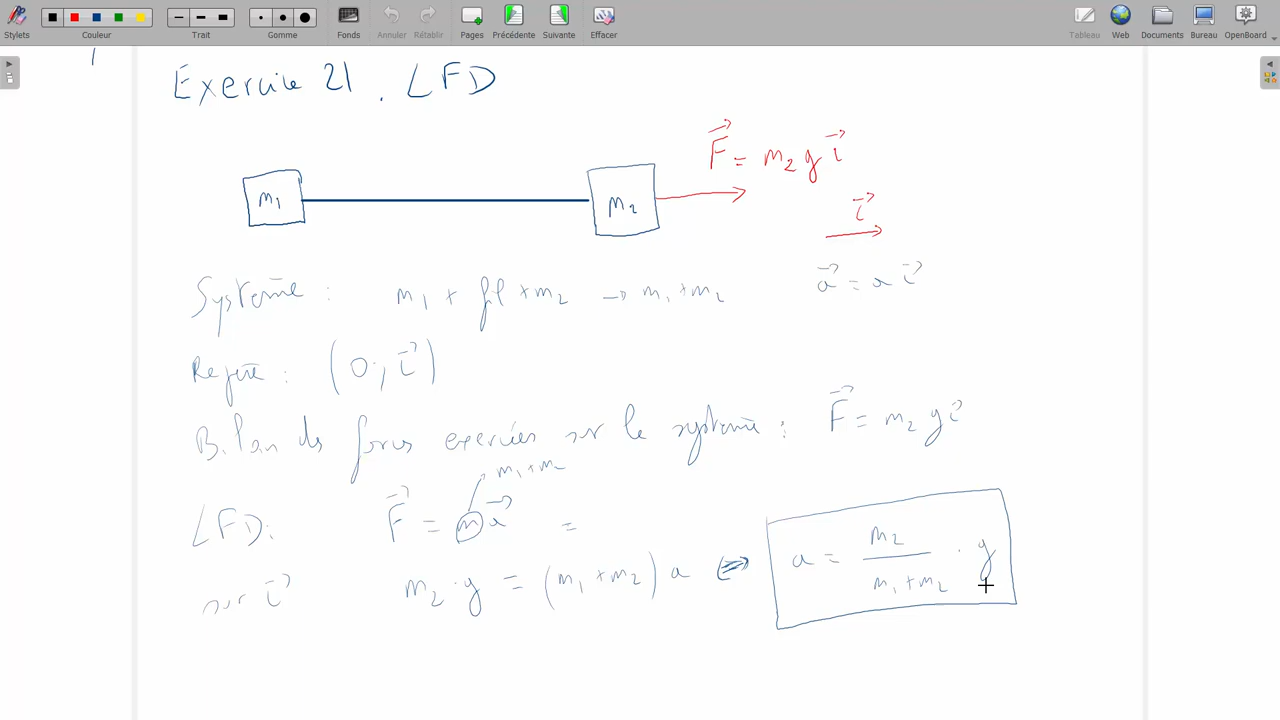 Stylets Couleur Trait Gomme Fonds Annuler Rétablir Pages Précédente Suivante Effacer Tableau Web Documents Bureau OpenBoard
Exercice 21. LFD
F⃗ = m₂ g i⃗
m₁ m₂
i⃗
a⃗ = a i⃗
Système : m₁ + fil + m₂ → m₁ + m₂
Repère : (O; i⃗)
Bilan des forces exercées sur le système : F⃗ = m₂ g i⃗
m₁ + m₂
LFD: F⃗ = m a⃗ =
sur i⃗ m₂ · g = (m₁ + m₂) a ⇔ a = m₂ / (m₁ + m₂) · g